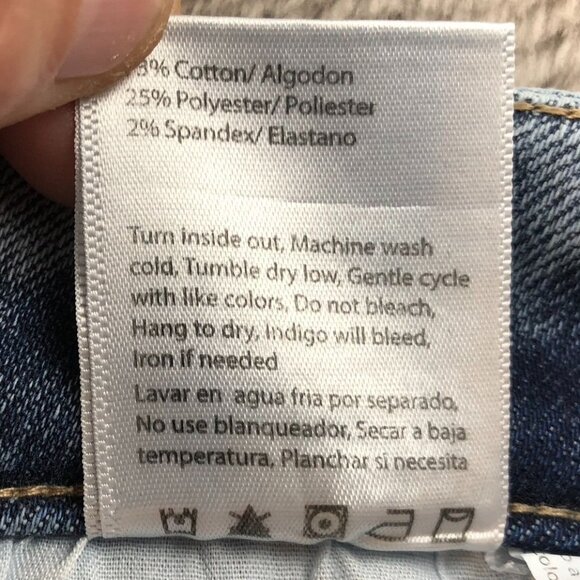 3% Cotton/ Algodon
25% Polyester/ Poliester
2% Spandex/ Elastano
Turn inside out, Machine wash
cold, Tumble dry low, Gentle cycle
with like colors, Do not bleach,
Hang to dry, Indigo will bleed,
Iron if needed
Lavar en agua fria por separado,
No use blanqueador, Secar a baja
temperatura, Planchar si necesita